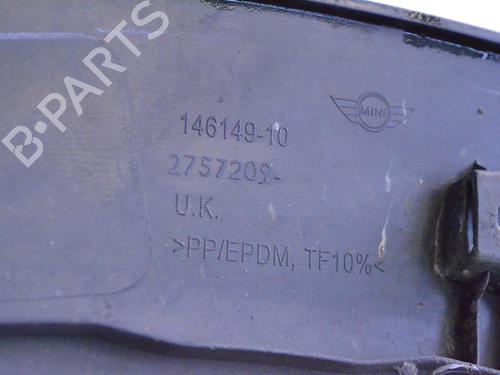 B-PARTS
MINI
146149-10
2757209-
U.K.
>PP/EPDM, TF10%<